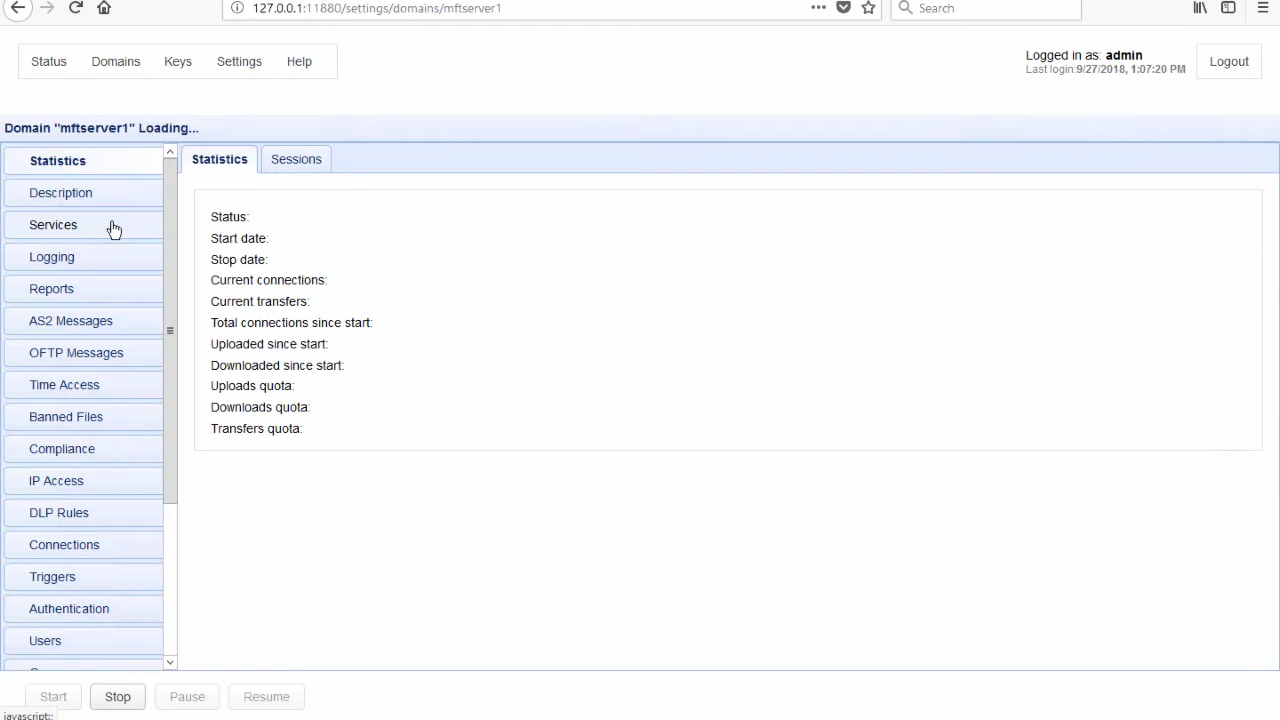 127.0.0.1:11880/settings/domains/mftserver1
Search
Status Domains Keys Settings Help
Logged in as: admin
Last login:9/27/2018, 1:07:20 PM
Logout
Domain "mftserver1" Loading...
Statistics
Description
Services
Logging
Reports
AS2 Messages
OFTP Messages
Time Access
Banned Files
Compliance
IP Access
DLP Rules
Connections
Triggers
Authentication
Users
Statistics Sessions
Status:
Start date:
Stop date:
Current connections:
Current transfers:
Total connections since start:
Uploaded since start:
Downloaded since start:
Uploads quota:
Downloads quota:
Transfers quota:
Start Stop Pause Resume
javascript:;